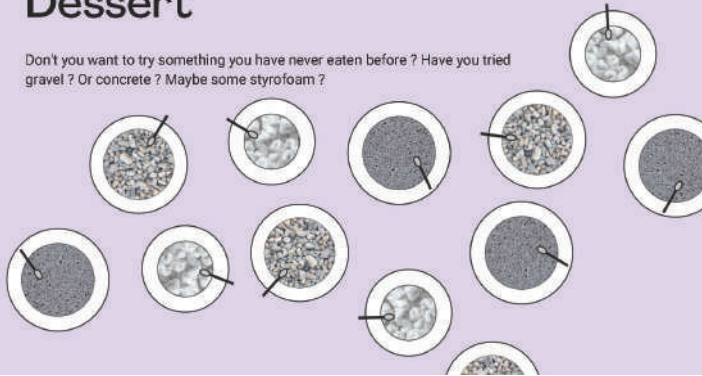 Dessert
Don't you want to try something you have never eaten before ? Have you tried
gravel ? Or concrete ? Maybe some styrofoam ?